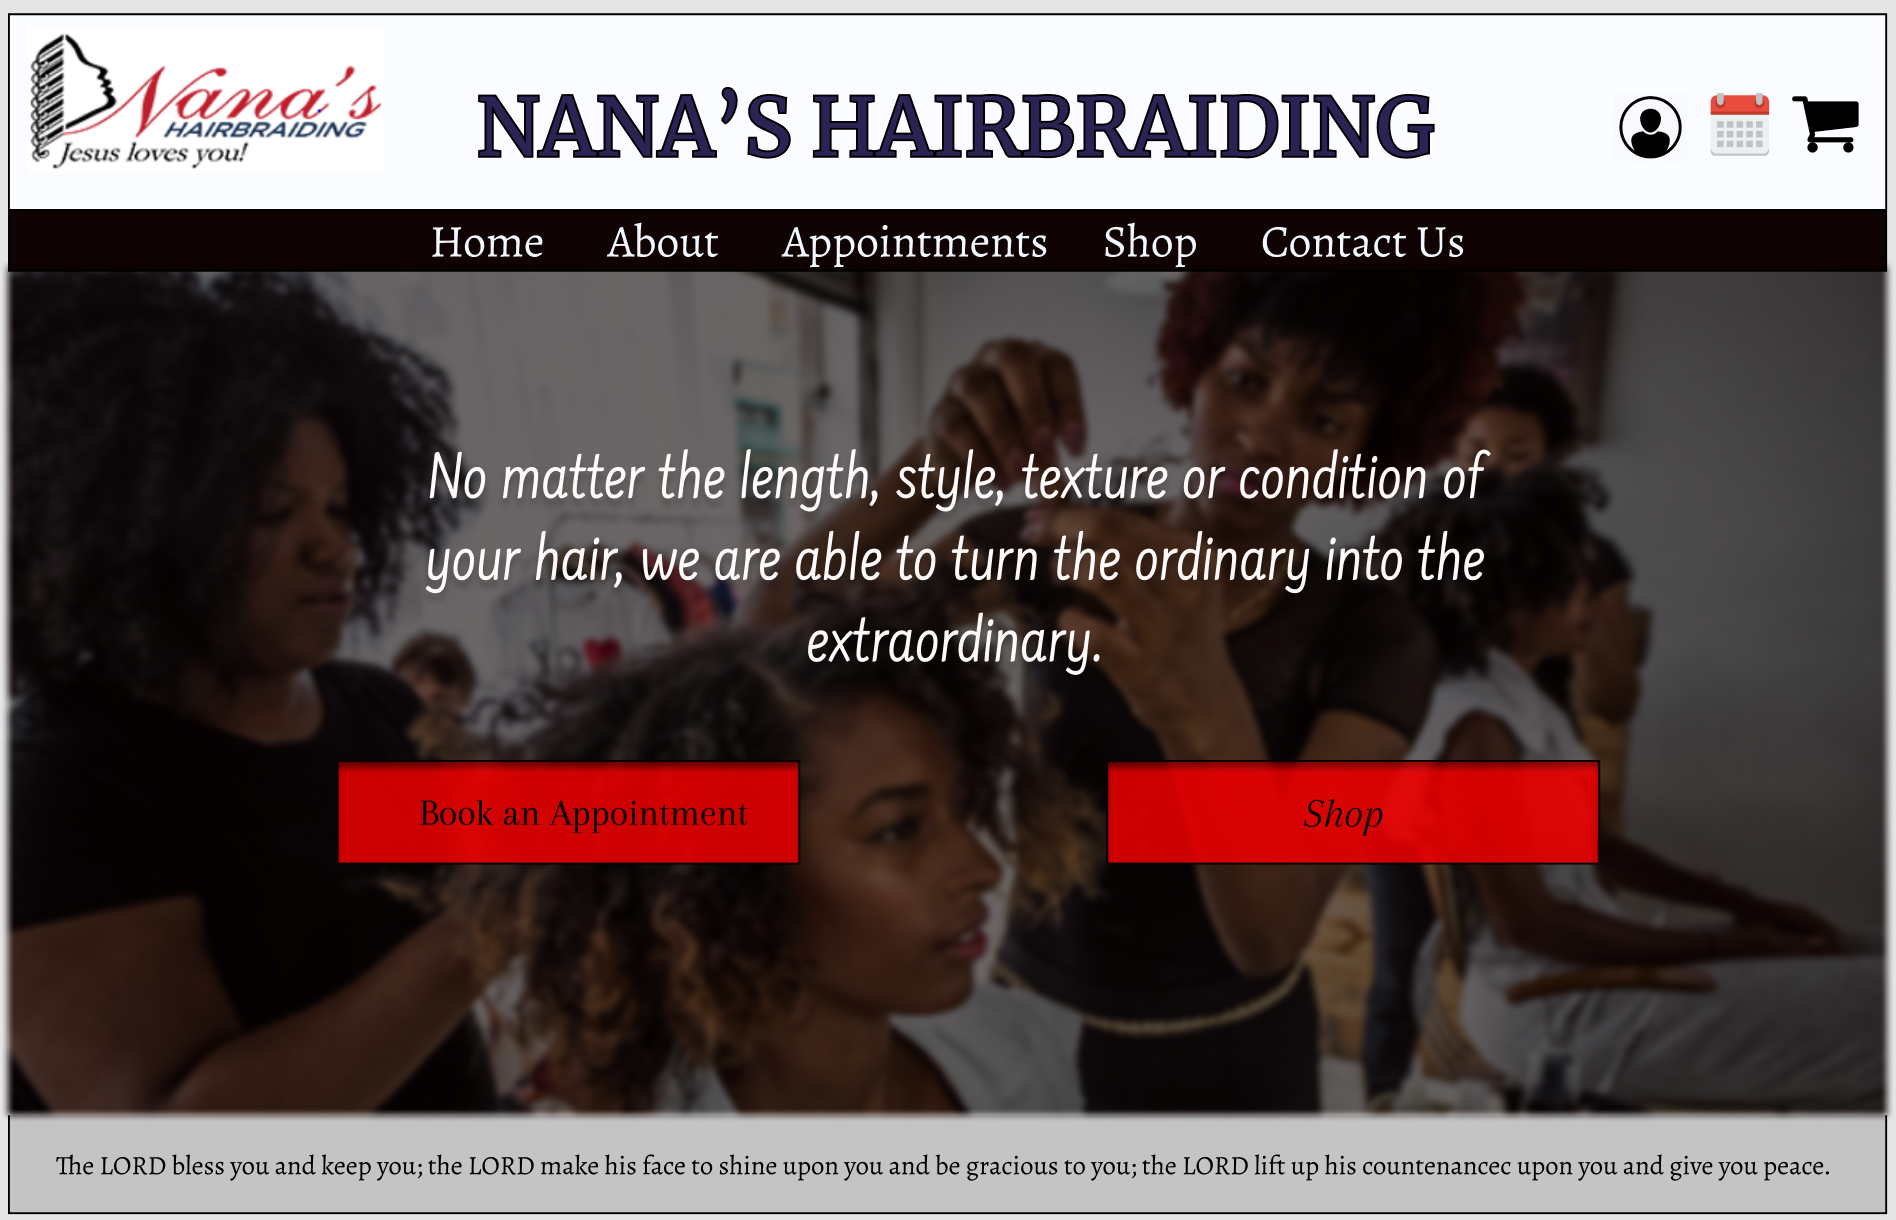 Nana's
HAIRBRAIDING
Jesus loves you!
NANA’S HAIRBRAIDING
Home About Appointments Shop Contact Us
No matter the length, style, texture or condition of
your hair, we are able to turn the ordinary into the
extraordinary.
Book an Appointment
Shop
The LORD bless you and keep you; the LORD make his face to shine upon you and be gracious to you; the LORD lift up his countenancec upon you and give you peace.